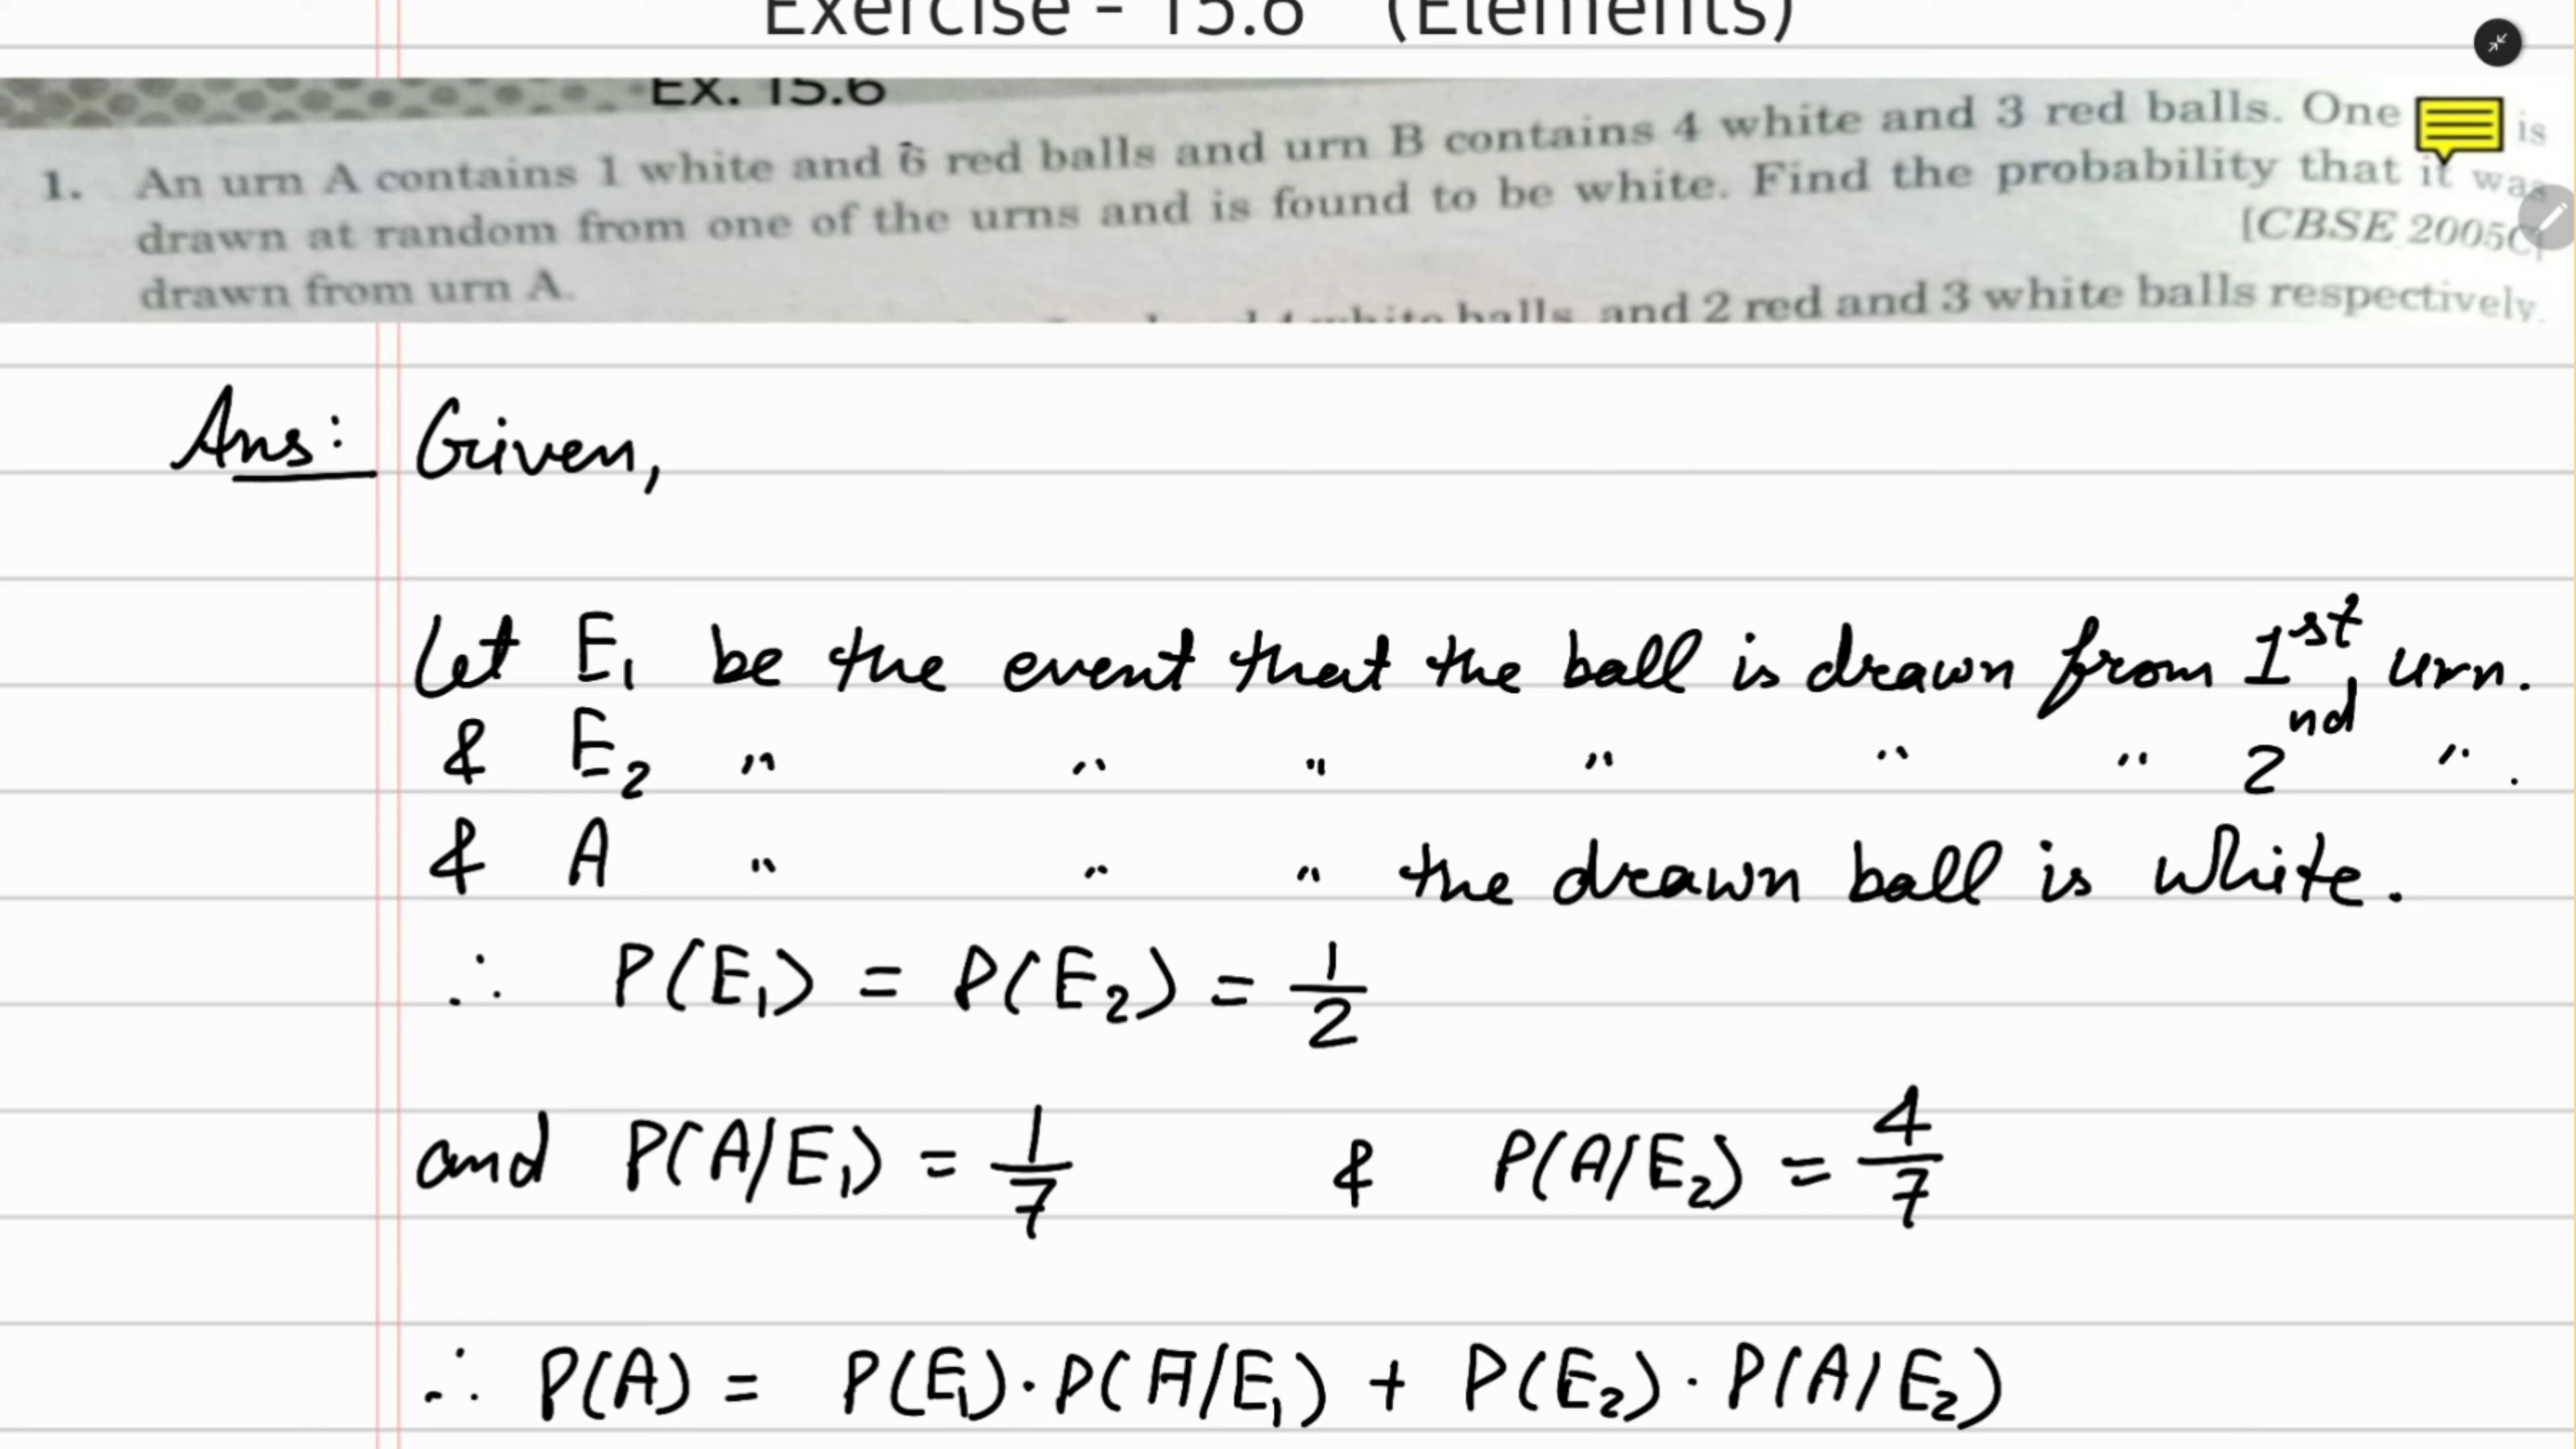 Exercise - 15.6 (Elements)
Ex. 15.6
1. An urn A contains 1 white and 6 red balls and urn B contains 4 white and 3 red balls. One is
drawn at random from one of the urns and is found to be white. Find the probability that it was
drawn from urn A. [CBSE 2005C]
white balls, and 2 red and 3 white balls respectively.
Ans: Given,
Let E₁ be the event that the ball is drawn from 1st urn.
& E₂ " " " " " " 2nd " .
& A " " " the drawn ball is white.
∴ P(E₁) = P(E₂) = 1/2
and P(A/E₁) = 1/7 & P(A/E₂) = 4/7
∴ P(A) = P(E₁)·P(A/E₁) + P(E₂)·P(A/E₂)